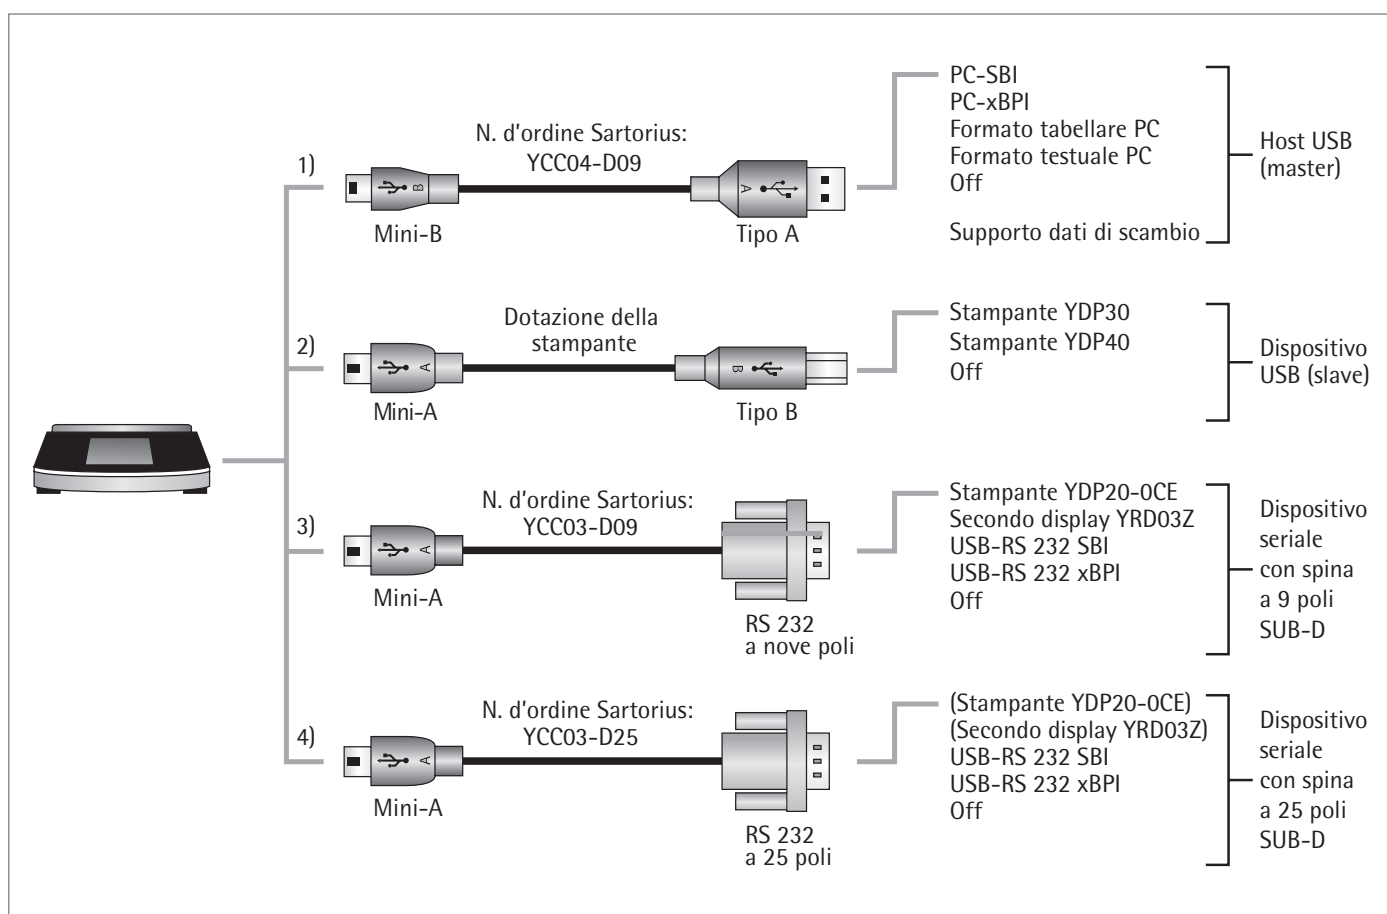 1)
N. d'ordine Sartorius:
YCC04-D09
B
A
Mini-B
Tipo A
PC-SBI
PC-xBPI
Formato tabellare PC
Formato testuale PC
Off
Supporto dati di scambio
Host USB
(master)
2)
Dotazione della
stampante
A
B
Mini-A
Tipo B
Stampante YDP30
Stampante YDP40
Off
Dispositivo
USB (slave)
3)
N. d'ordine Sartorius:
YCC03-D09
A
Mini-A
RS 232
a nove poli
Stampante YDP20-0CE
Secondo display YRD03Z
USB-RS 232 SBI
USB-RS 232 xBPI
Off
Dispositivo
seriale
con spina
a 9 poli
SUB-D
4)
N. d'ordine Sartorius:
YCC03-D25
A
Mini-A
RS 232
a 25 poli
(Stampante YDP20-0CE)
(Secondo display YRD03Z)
USB-RS 232 SBI
USB-RS 232 xBPI
Off
Dispositivo
seriale
con spina
a 25 poli
SUB-D